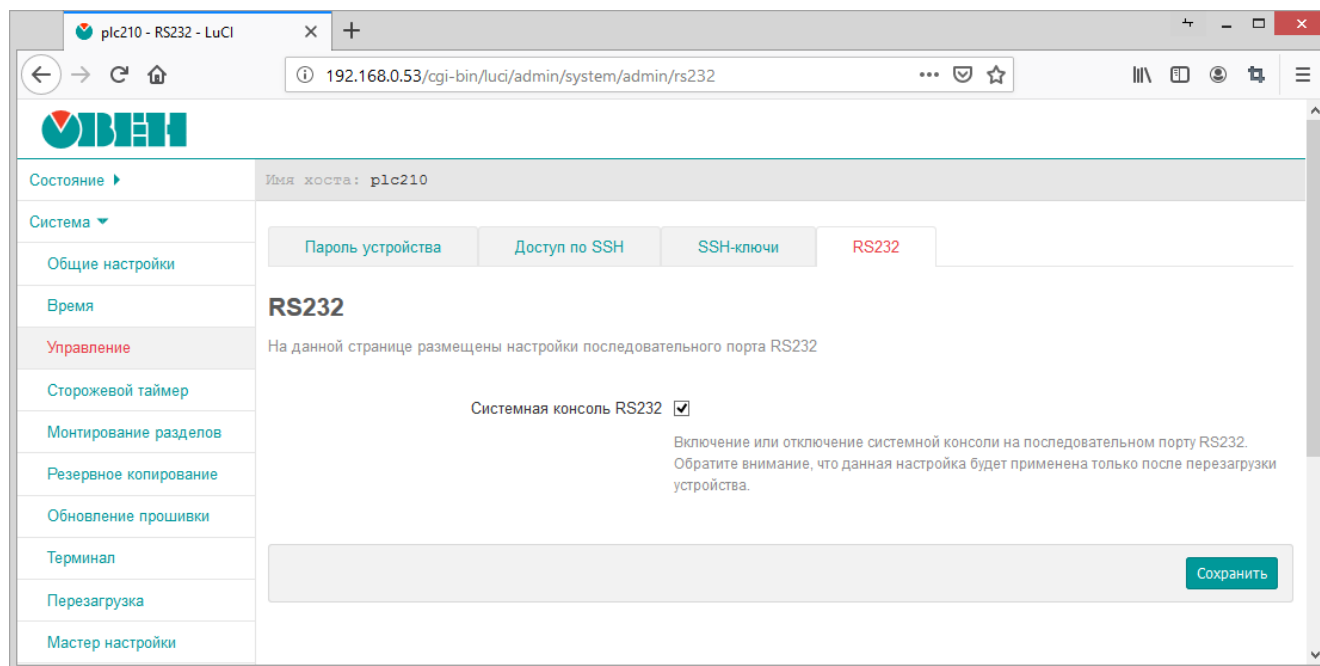 plc210 - RS232 - LuCI
192.168.0.53/cgi-bin/luci/admin/system/admin/rs232
ОВЕН
Состояние
Имя хоста: plc210
Система
Общие настройки
Время
Управление
Сторожевой таймер
Монтирование разделов
Резервное копирование
Обновление прошивки
Терминал
Перезагрузка
Мастер настройки
Пароль устройства
Доступ по SSH
SSH-ключи
RS232
RS232
На данной странице размещены настройки последовательного порта RS232
Системная консоль RS232
Включение или отключение системной консоли на последовательном порту RS232.
Обратите внимание, что данная настройка будет применена только после перезагрузки
устройства.
Сохранить